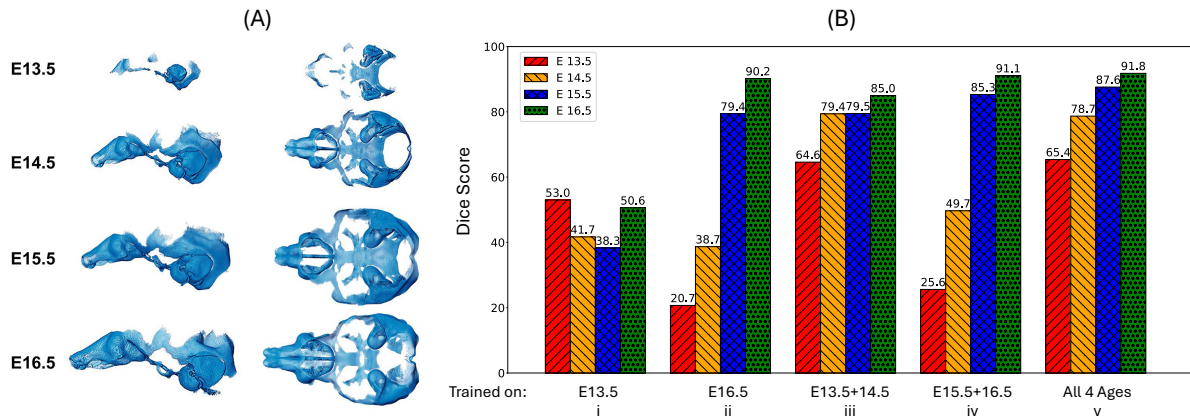 (A)
E13.5
E14.5
E15.5
E16.5
(B)
Dice Score
100
80
60
40
20
0
E 13.5
E 14.5
E 15.5
E 16.5
53.0
41.7
38.3
50.6
20.7
38.7
79.4
90.2
64.6
79.4
79.5
85.0
25.6
49.7
85.3
91.1
65.4
78.7
87.6
91.8
Trained on:
E13.5
E16.5
E13.5+14.5
E15.5+16.5
All 4 Ages
i
ii
iii
iv
v